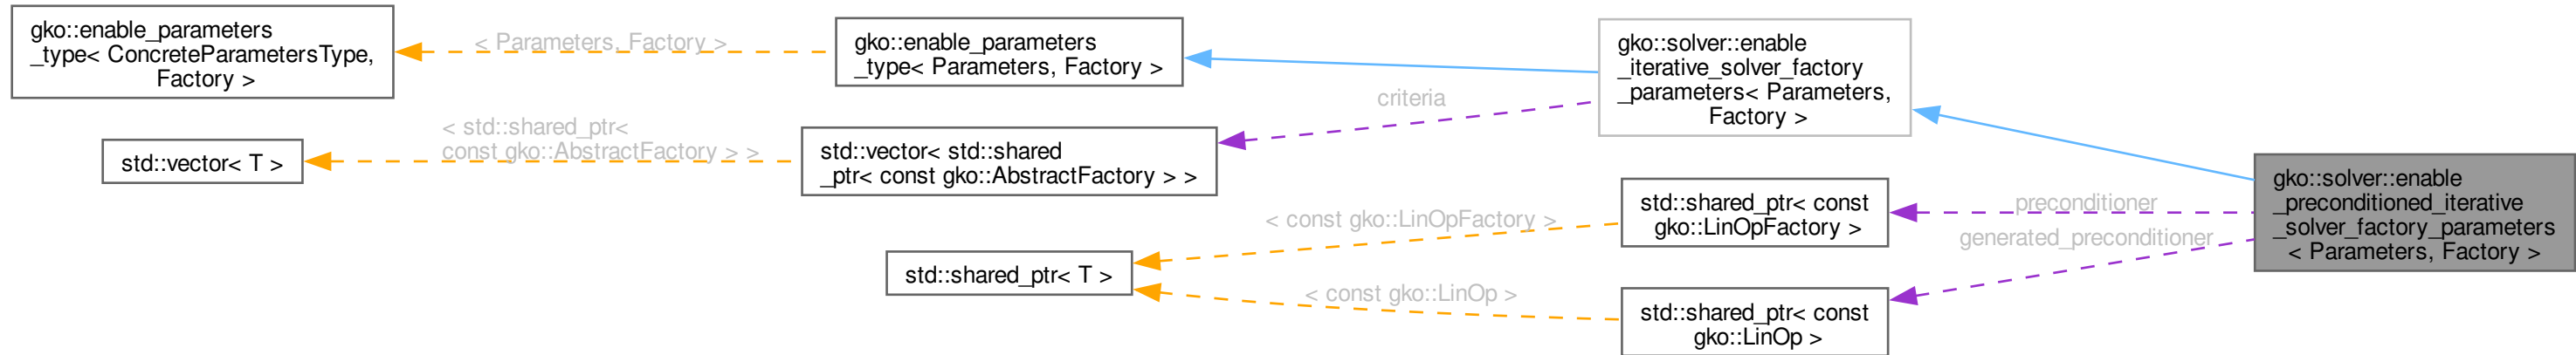 gko::enable_parameters
_type< ConcreteParametersType,
Factory >
< Parameters, Factory >
gko::enable_parameters
_type< Parameters, Factory >
gko::solver::enable
_iterative_solver_factory
_parameters< Parameters,
Factory >
criteria
std::vector< T >
< std::shared_ptr<
const gko::AbstractFactory > >
std::vector< std::shared
_ptr< const gko::AbstractFactory > >
gko::solver::enable
_preconditioned_iterative
_solver_factory_parameters
< Parameters, Factory >
std::shared_ptr< T >
< const gko::LinOpFactory >
std::shared_ptr< const
gko::LinOpFactory >
preconditioner
generated_preconditioner
< const gko::LinOp >
std::shared_ptr< const
gko::LinOp >